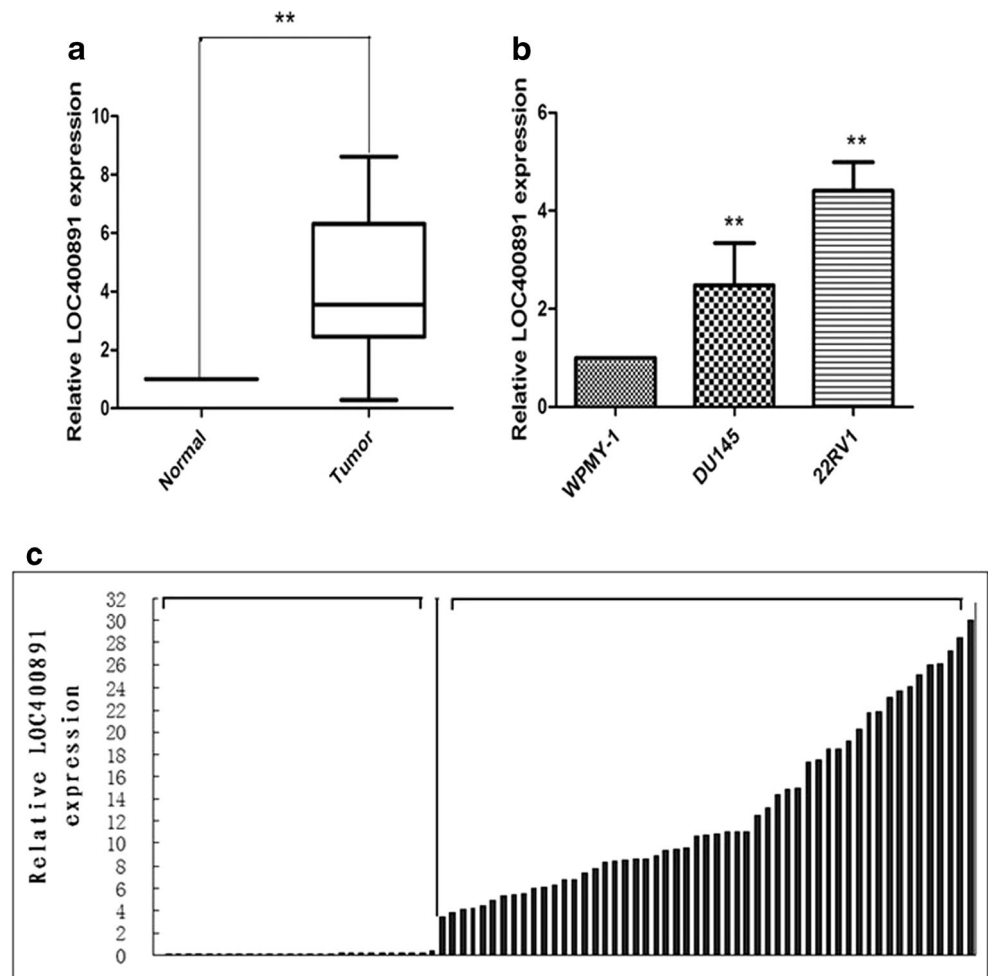 a
**
Relative LOC400891 expression
10
8
6
4
2
0
Normal
Tumor
b
Relative LOC400891 expression
6
4
2
0
**
**
WPMY-1
DU145
22RV1
c
Relative LOC400891
expression
32
30
28
26
24
22
20
18
16
14
12
10
8
6
4
2
0